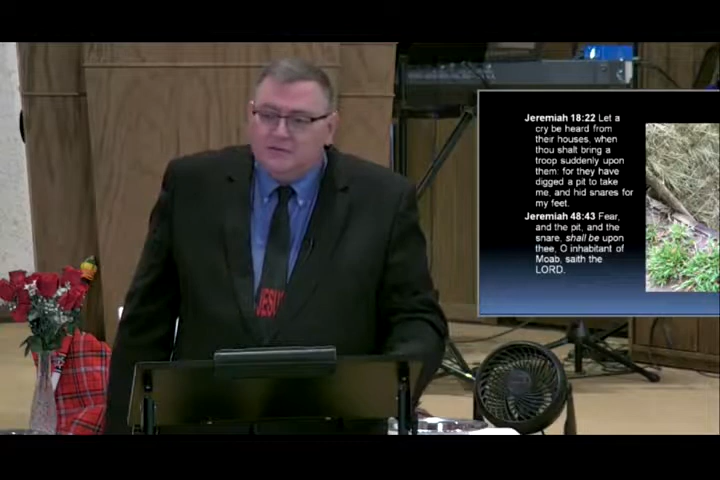 Jeremiah 18:22 Let a
cry be heard from
their houses, when
thou shalt bring a
troop suddenly upon
them: for they have
digged a pit to take
me, and hid snares for
my feet.
Jeremiah 48:43 Fear,
and the pit, and the
snare, shall be upon
thee, O inhabitant of
Moab, saith the
LORD.
JESUS